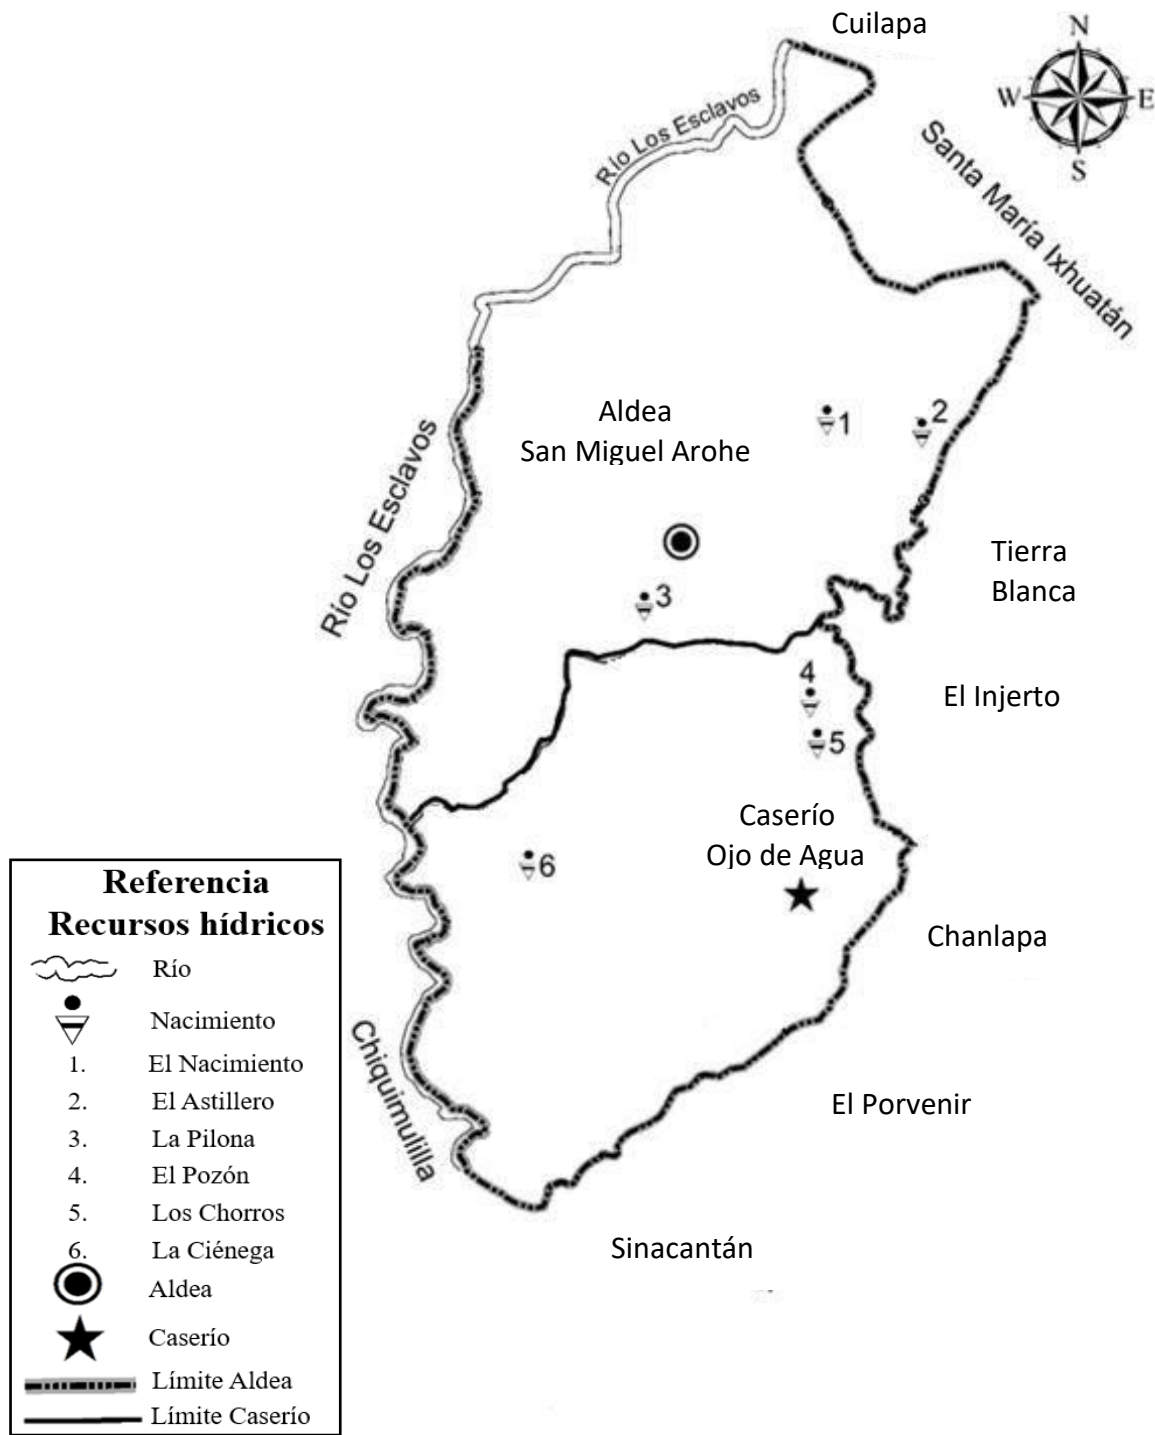 Cuilapa
N
W
E
S
Río Los Esclavos
Santa María Ixhuatán
Aldea
San Miguel Arohe
1
2
Río Los Esclavos
Tierra
Blanca
3
4
El Injerto
5
Caserío
Ojo de Agua
6
Chanlapa
Chiquimulilla
El Porvenir
Sinacantán
Referencia
Recursos hídricos
Río
Nacimiento
1. El Nacimiento
2. El Astillero
3. La Pilona
4. El Pozón
5. Los Chorros
6. La Ciénega
Aldea
Caserío
Límite Aldea
Límite Caserío